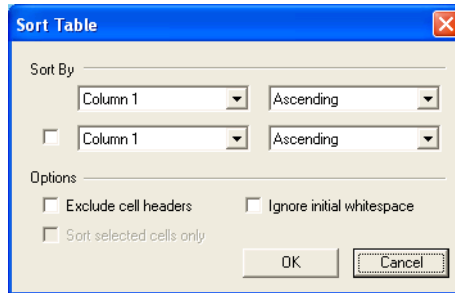 Sort Table
Sort By
Column 1 Ascending
Column 1 Ascending
Options
Exclude cell headers Ignore initial whitespace
Sort selected cells only
OK Cancel